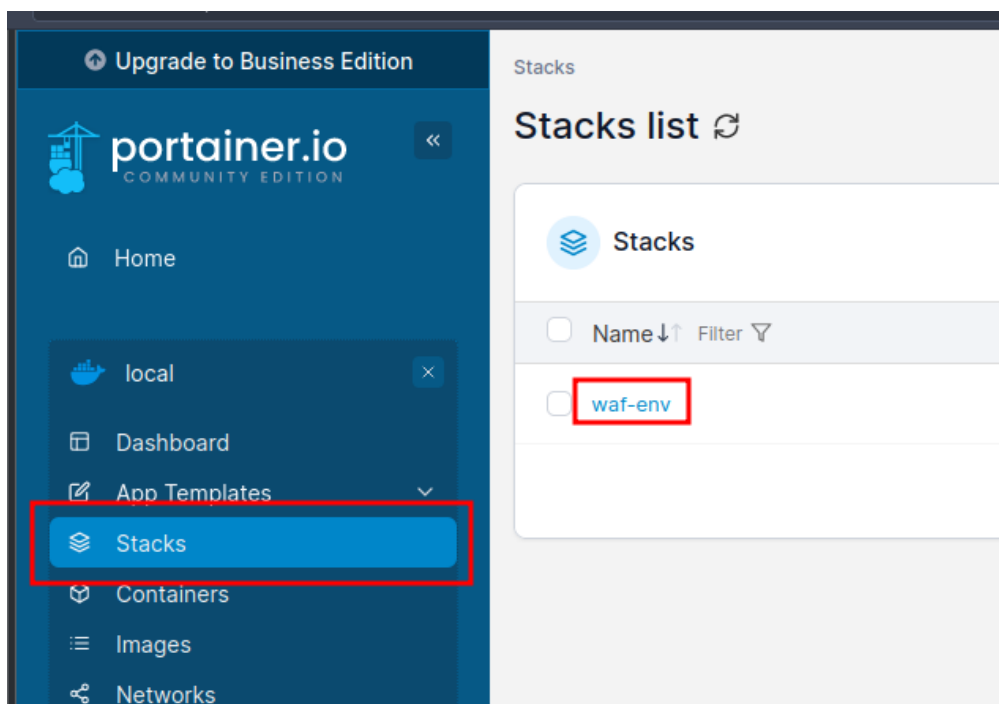 Upgrade to Business Edition
portainer.io
COMMUNITY EDITION
Home
local
Dashboard
App Templates
Stacks
Containers
Images
Networks
Stacks
Stacks list
Stacks
Name Filter
waf-env